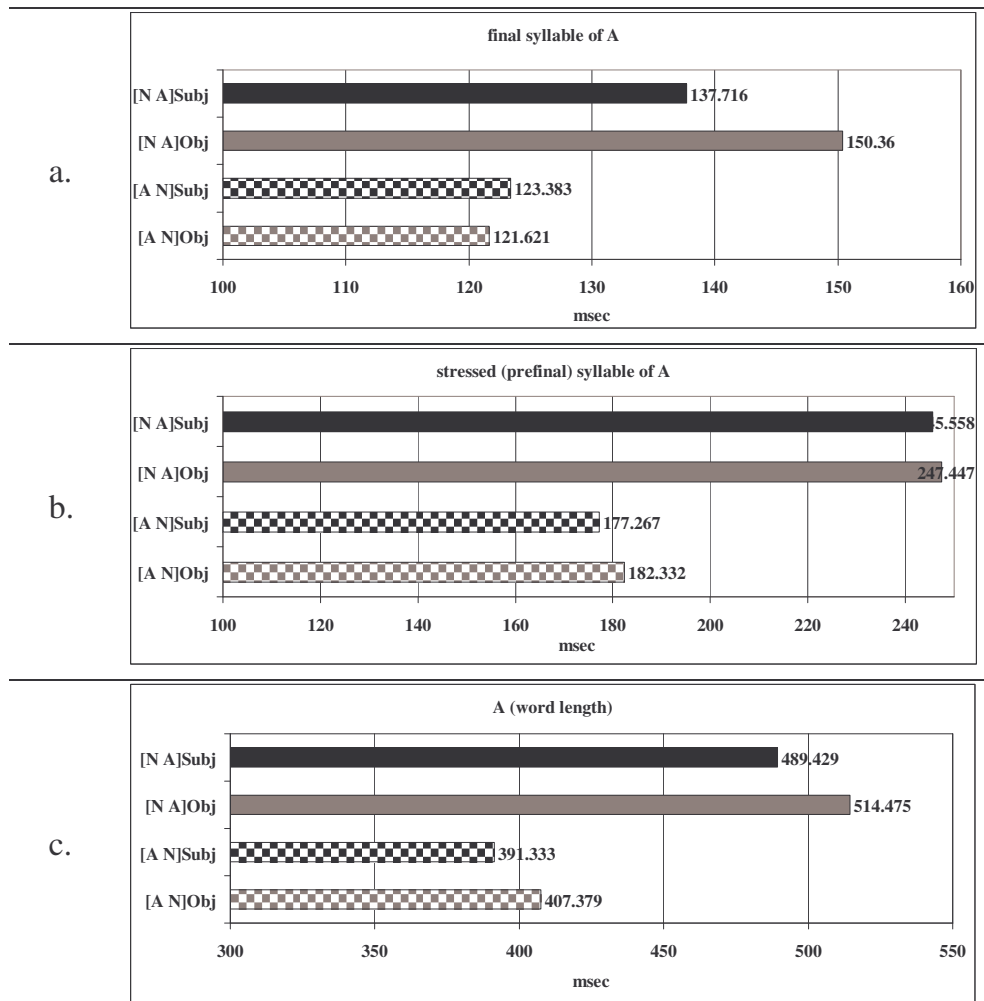 a.
final syllable of A
[N A]Subj 137.716
[N A]Obj 150.36
[A N]Subj 123.383
[A N]Obj 121.621
100 110 120 130 140 150 160
msec
b.
stressed (prefinal) syllable of A
[N A]Subj 5.558
[N A]Obj 247.447
[A N]Subj 177.267
[A N]Obj 182.332
100 120 140 160 180 200 220 240
msec
c.
A (word length)
[N A]Subj 489.429
[N A]Obj 514.475
[A N]Subj 391.333
[A N]Obj 407.379
300 350 400 450 500 550
msec